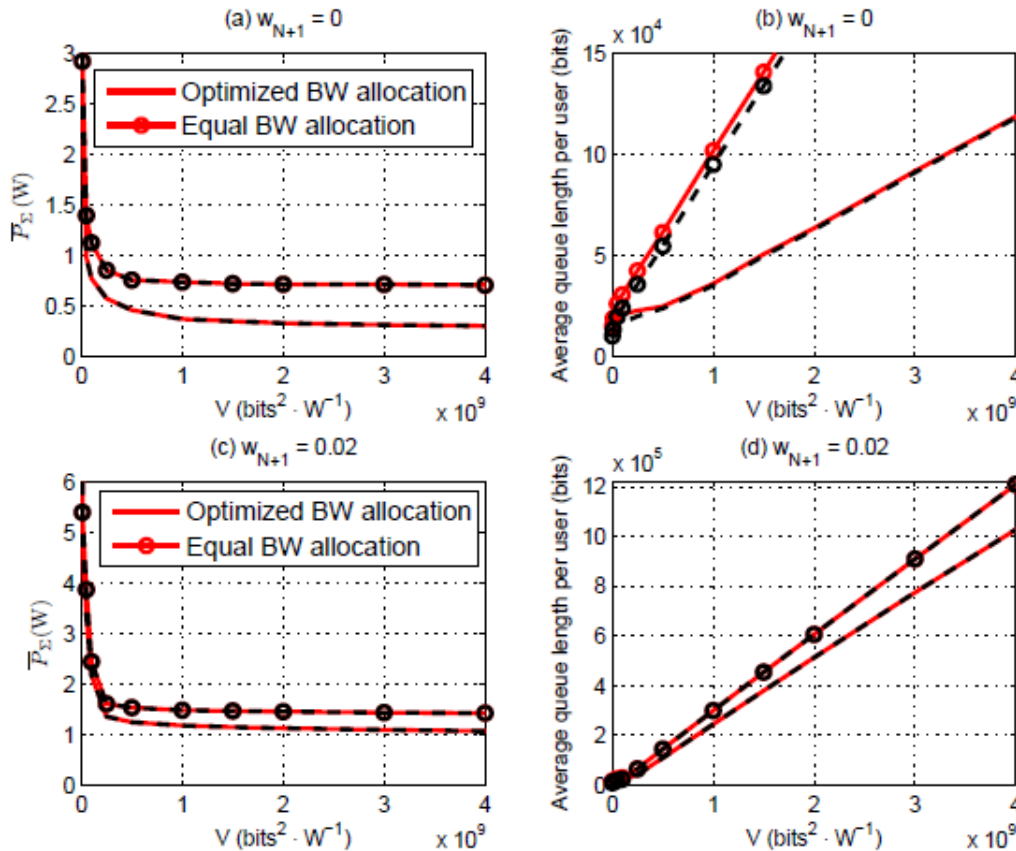 (a) w_{N+1} = 0
3
2.5
2
1.5
1
0.5
0
P̅_Σ (W)
Optimized BW allocation
Equal BW allocation
0 1 2 3 4
V (bits² · W⁻¹)
x 10⁹
(b) w_{N+1} = 0
x 10⁴
15
10
5
0
Average queue length per user (bits)
0 1 2 3 4
V (bits² · W⁻¹)
x 10⁹
(c) w_{N+1} = 0.02
6
5
4
3
2
1
0
P̅_Σ (W)
Optimized BW allocation
Equal BW allocation
0 1 2 3 4
V (bits² · W⁻¹)
x 10⁹
(d) w_{N+1} = 0.02
x 10⁵
12
10
8
6
4
2
0
Average queue length per user (bits)
0 1 2 3 4
V (bits² · W⁻¹)
x 10⁹